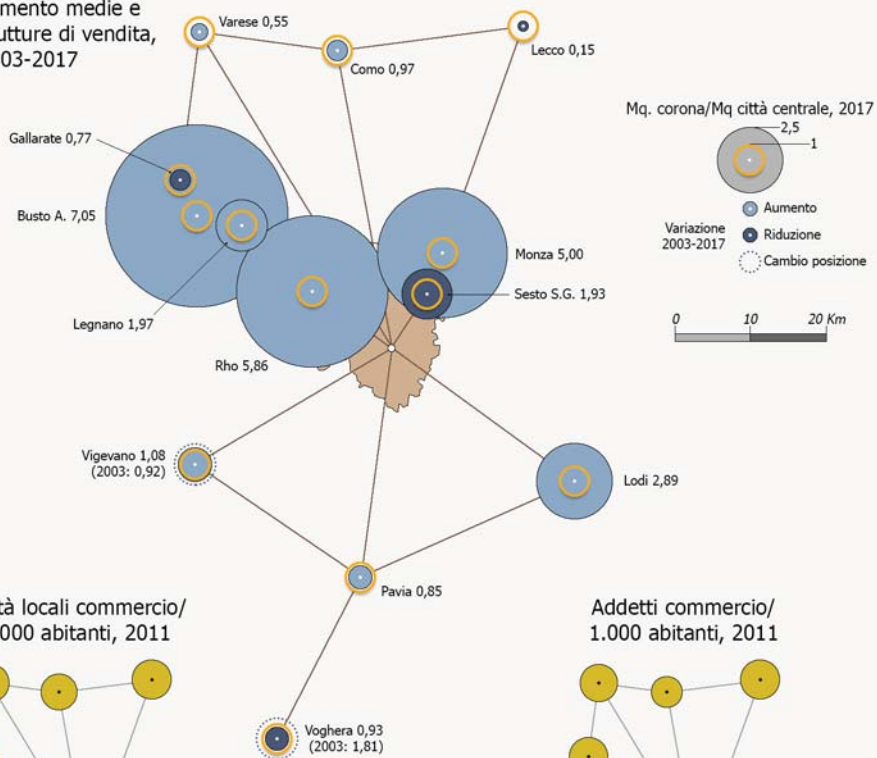 mento medie e
utture di vendita,
03-2017
Varese 0,55
Como 0,97
Lecco 0,15
Gallarate 0,77
Busto A. 7,05
Legnano 1,97
Rho 5,86
Monza 5,00
Sesto S.G. 1,93
Mq. corona/Mq città centrale, 2017
2,5
1
Aumento
Variazione
2003-2017
Riduzione
Cambio posizione
0 10 20 Km
Vigevano 1,08
(2003: 0,92)
Lodi 2,89
Pavia 0,85
Voghera 0,93
(2003: 1,81)
tà locali commercio/
000 abitanti, 2011
Addetti commercio/
1.000 abitanti, 2011